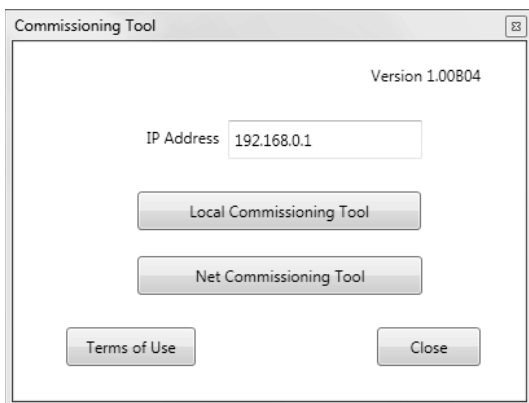 Commissioning Tool
Version 1.00B04
IP Address 192.168.0.1
Local Commissioning Tool
Net Commissioning Tool
Terms of Use Close